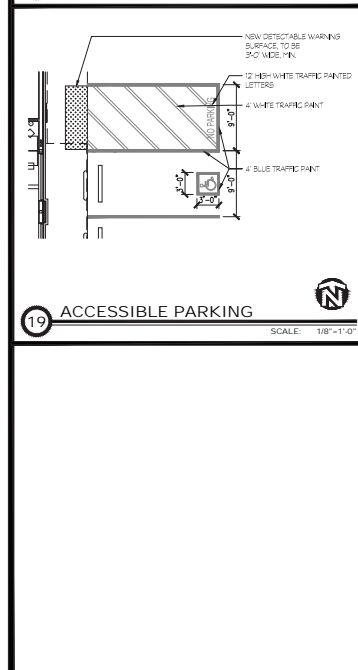 NEW DETECTABLE WARNING
SURFACE, TO BE
3'-0" WIDE, MIN.
12' HIGH WHITE TRAFFIC PAINTED
LETTERS
4' WHITE TRAFFIC PAINT
NO PARKING
9'-0"
4' BLUE TRAFFIC PAINT
3'-0"
9'-0"
3'-0"
N
19
ACCESSIBLE PARKING
SCALE: 1/8"=1'-0"